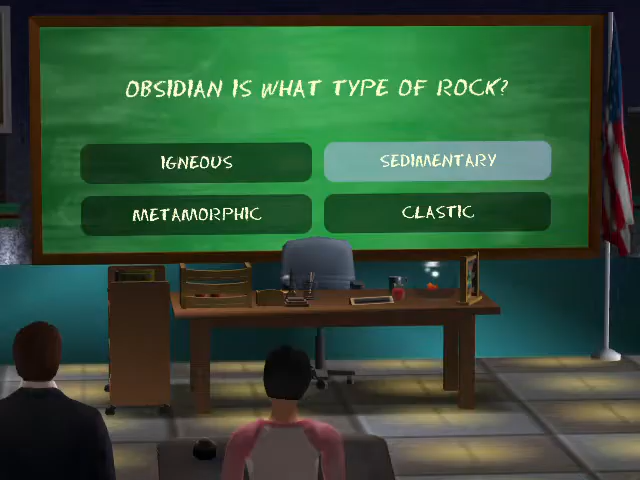 OBSIDIAN IS WHAT TYPE OF ROCK?
IGNEOUS
SEDIMENTARY
METAMORPHIC
CLASTIC